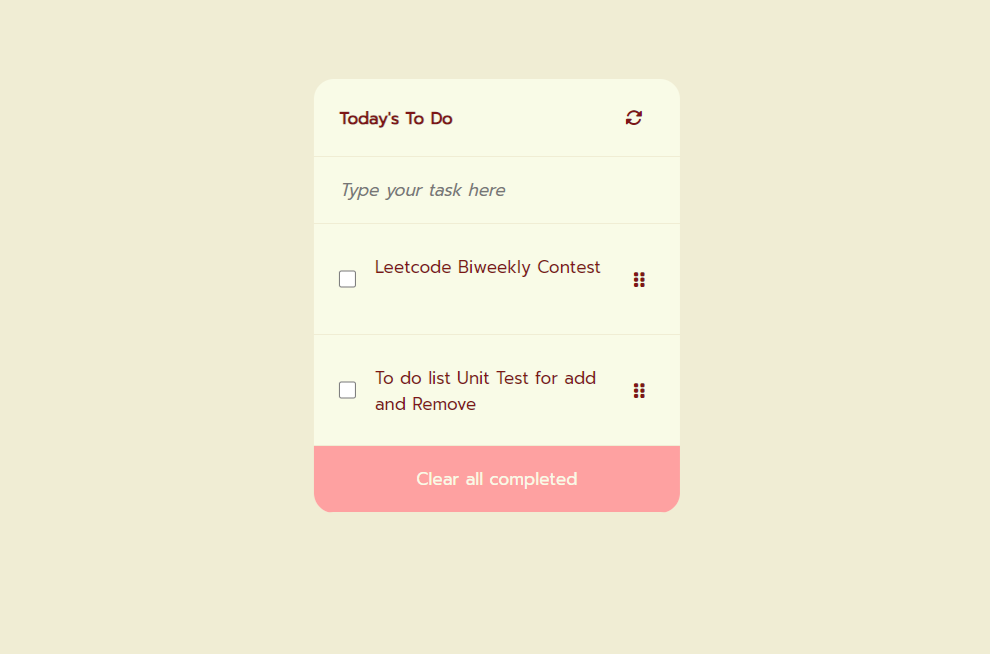 Today's To Do
Type your task here
Leetcode Biweekly Contest
To do list Unit Test for add
and Remove
Clear all completed